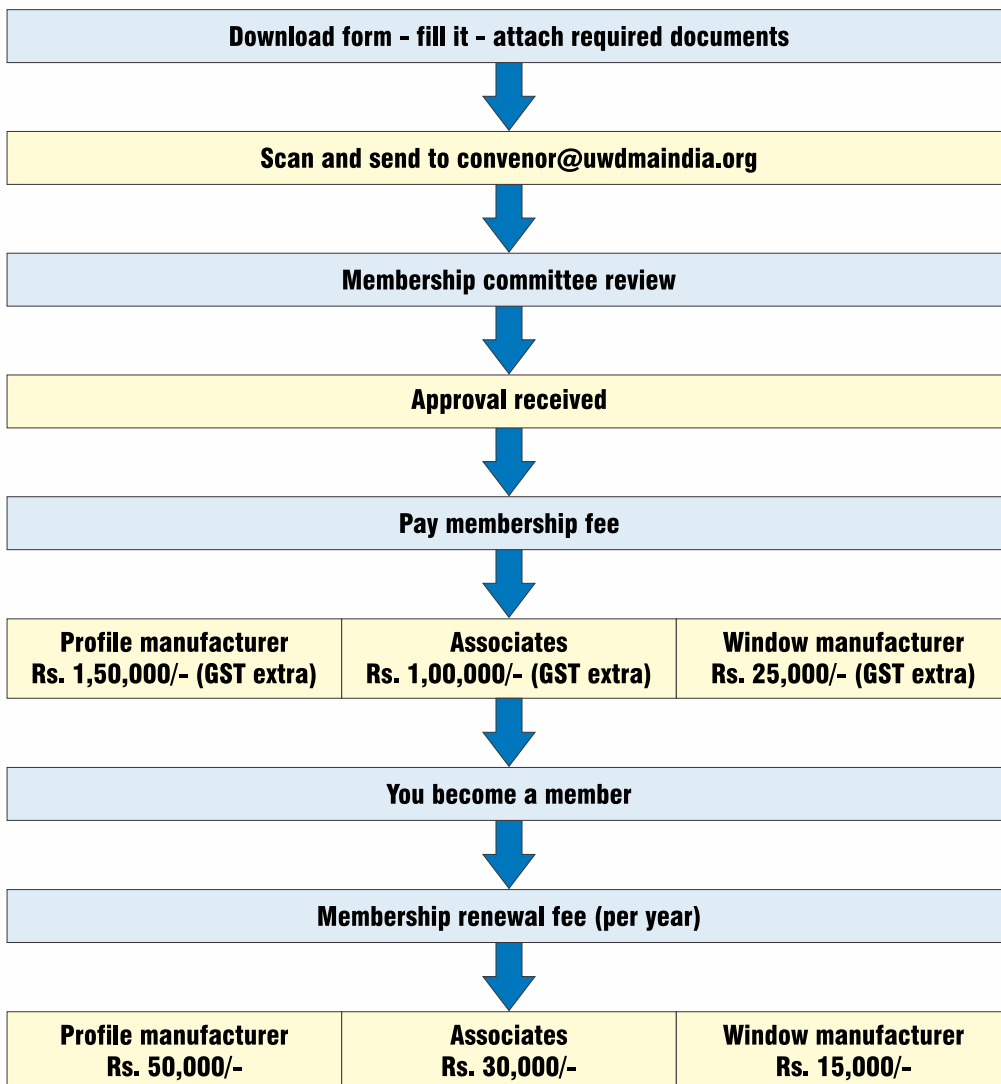 Download form - fill it - attach required documents
Scan and send to convenor@uwdmaindia.org
Membership committee review
Approval received
Pay membership fee
Profile manufacturer
Rs. 1,50,000/- (GST extra)
Associates
Rs. 1,00,000/- (GST extra)
Window manufacturer
Rs. 25,000/- (GST extra)
You become a member
Membership renewal fee (per year)
Profile manufacturer
Rs. 50,000/-
Associates
Rs. 30,000/-
Window manufacturer
Rs. 15,000/-